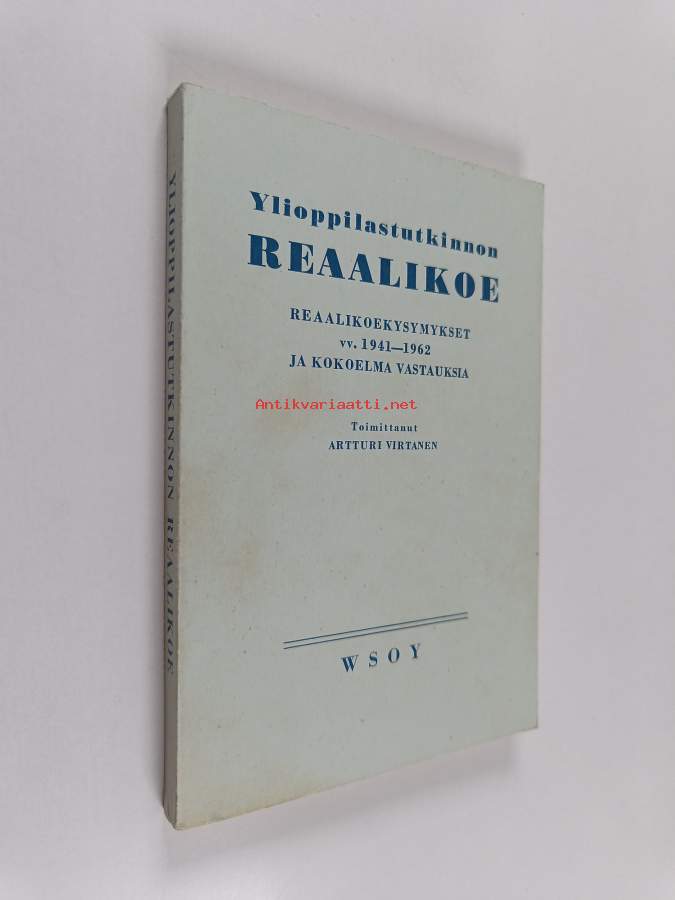 Ylioppilastutkinnon
REAALIKOE
REAALIKOEKYSYMYKSET
vv. 1941—1962
JA KOKOELMA VASTAUKSIA
Antikvariaatti.net
Toimittanut
ARTTURI VIRTANEN
WSOY
YLIOPPILASTUTKINNON REAALIKOE